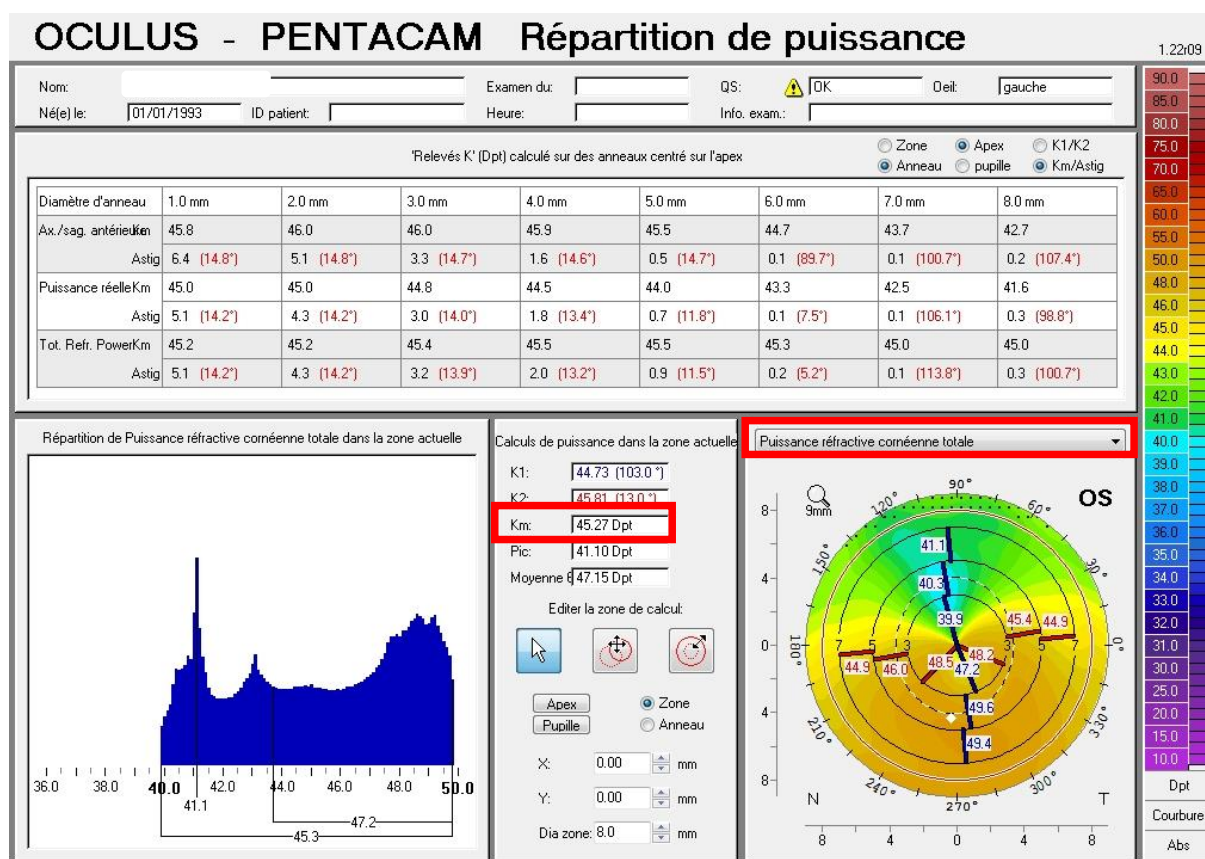 OCULUS - PENTACAM Répartition de puissance
1.22r09
Nom: Examen du: QS: OK Oeil: gauche
Né(e) le: 01/01/1993 ID patient: Heure: Info. exam.:
'Relevés K' (Dpt) calculé sur des anneaux centré sur l'apex
Zone Apex K1/K2
Anneau pupille Km/Astig
Diamètre d'anneau 1.0 mm 2.0 mm 3.0 mm 4.0 mm 5.0 mm 6.0 mm 7.0 mm 8.0 mm
Ax./sag. antérieure Km 45.8 46.0 46.0 45.9 45.5 44.7 43.7 42.7
Astig 6.4 (14.8°) 5.1 (14.8°) 3.3 (14.7°) 1.6 (14.6°) 0.5 (14.7°) 0.1 (89.7°) 0.1 (100.7°) 0.2 (107.4°)
Puissance réelle Km 45.0 45.0 44.8 44.5 44.0 43.3 42.5 41.6
Astig 5.1 (14.2°) 4.3 (14.2°) 3.0 (14.0°) 1.8 (13.4°) 0.7 (11.8°) 0.1 (7.5°) 0.1 (106.1°) 0.3 (98.8°)
Tot. Refr. Power Km 45.2 45.2 45.4 45.5 45.5 45.3 45.0 45.0
Astig 5.1 (14.2°) 4.3 (14.2°) 3.2 (13.9°) 2.0 (13.2°) 0.9 (11.5°) 0.2 (5.2°) 0.1 (113.8°) 0.3 (100.7°)
Répartition de Puissance réfractive cornéenne totale dans la zone actuelle
36.0 38.0 40.0 42.0 44.0 46.0 48.0 50.0
41.1
47.2
45.3
Calculs de puissance dans la zone actuelle
K1: 44.73 (103.0 °)
K2: 45.81 (13.0 °)
Km: 45.27 Dpt
Pic: 41.10 Dpt
Moyenne 47.15 Dpt
Editer la zone de calcul:
Apex Zone
Pupille Anneau
X: 0.00 mm
Y: 0.00 mm
Dia zone: 8.0 mm
Puissance réfractive cornéenne totale
9mm
OS
90°
120° 60°
150° 30°
180° 0°
210° 330°
240° 300°
270°
8
4
0
4
8
41.1
40.3
39.9 45.4 44.9
7 5 3 3 5 7
44.9 46.0 48.5 47.2 48.2
49.6
49.4
N T
8 4 0 4 8
90.0
85.0
80.0
75.0
70.0
65.0
60.0
55.0
50.0
48.0
46.0
45.0
44.0
43.0
42.0
41.0
40.0
39.0
38.0
37.0
36.0
35.0
34.0
33.0
32.0
31.0
30.0
25.0
20.0
15.0
10.0
Dpt
Courbure
Abs